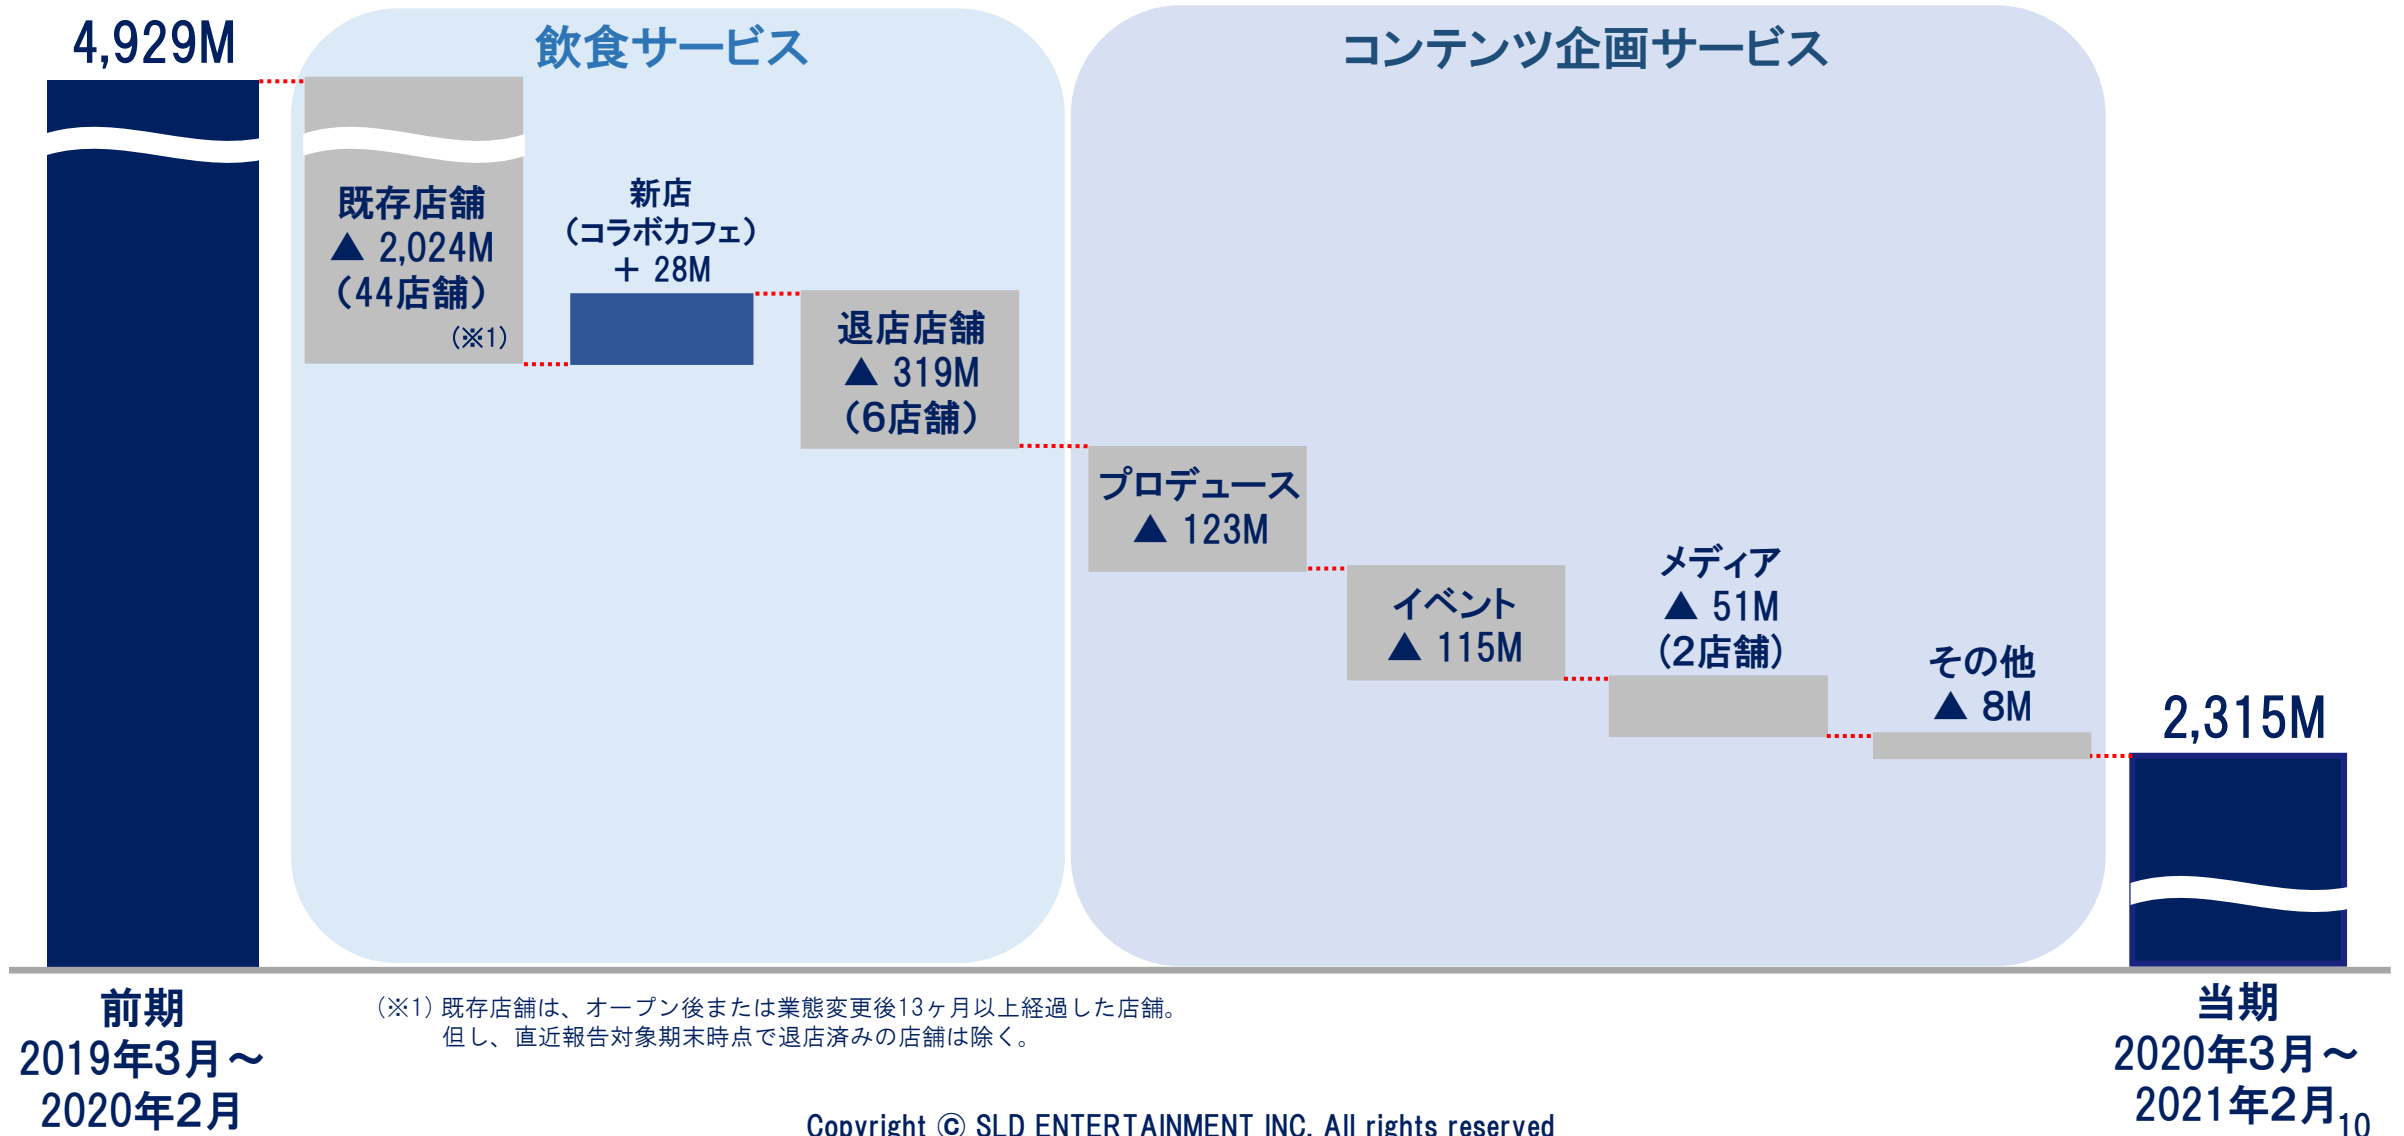 4,929M
飲食サービス
コンテンツ企画サービス
既存店舗
▲ 2,024M
(44店舗)
(※1)
新店
(コラボカフェ)
＋ 28M
退店店舗
▲ 319M
(6店舗)
プロデュース
▲ 123M
イベント
▲ 115M
メディア
▲ 51M
(2店舗)
その他
▲ 8M
2,315M
前期
2019年3月～
2020年2月
(※1) 既存店舗は、オープン後または業態変更後13ヶ月以上経過した店舗。
但し、直近報告対象期末時点で退店済みの店舗は除く。
当期
2020年3月～
2021年2月
Copyright © SLD ENTERTAINMENT INC. All rights reserved
10